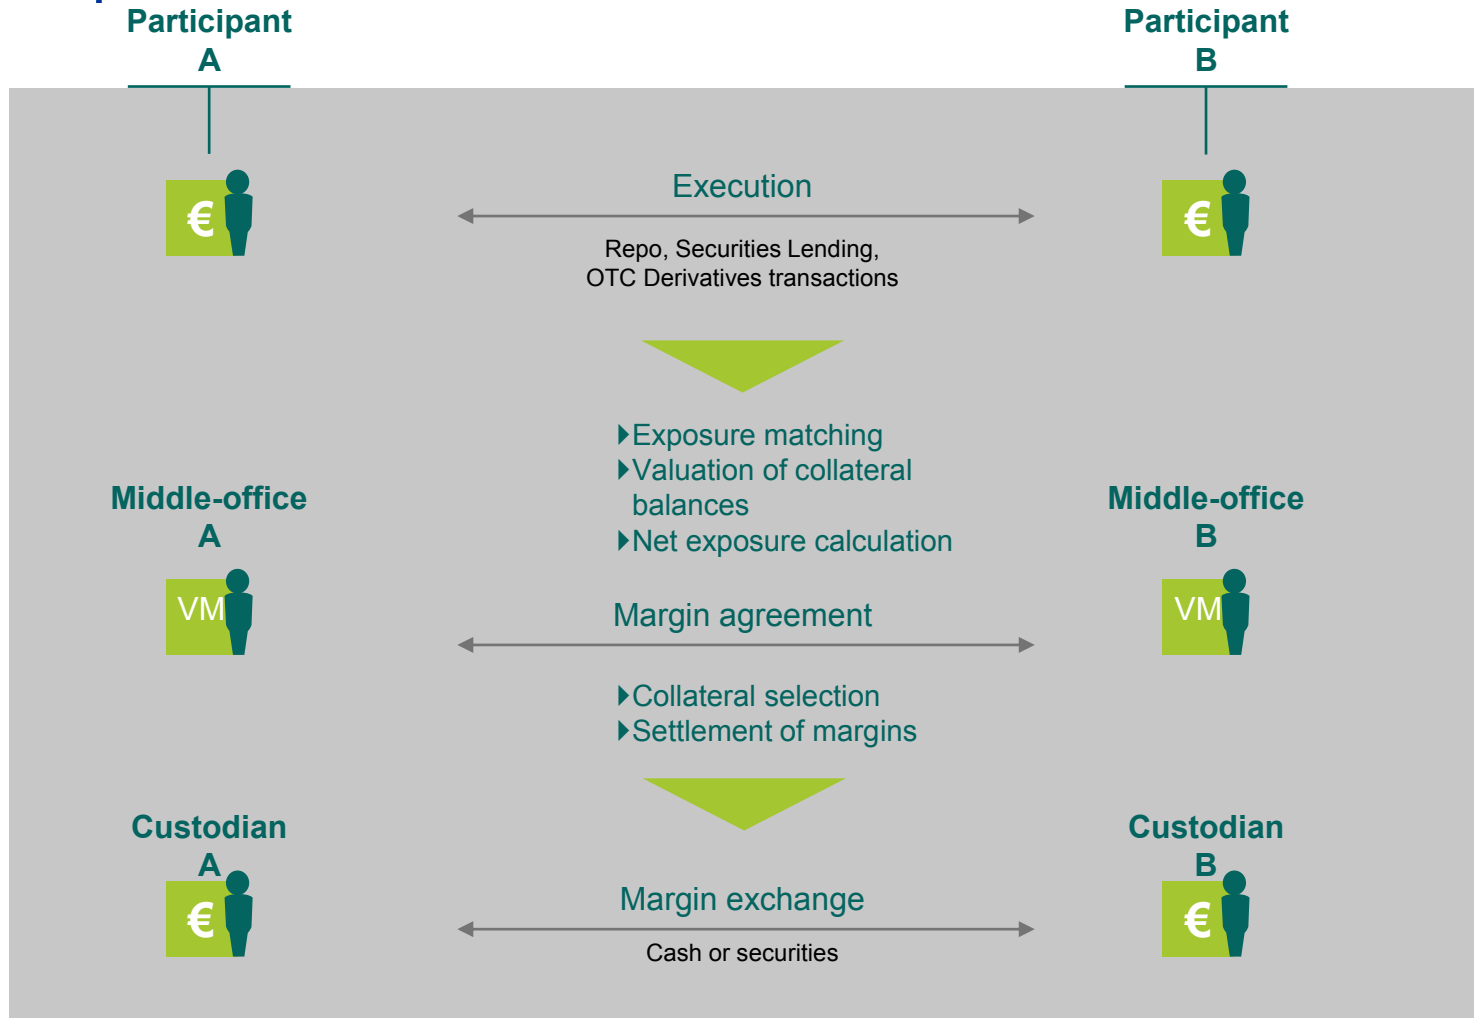 Participant
A
Participant
B
€
Execution
€
Repo, Securities Lending,
OTC Derivatives transactions
Exposure matching
Valuation of collateral
balances
Net exposure calculation
Middle-office
A
Middle-office
B
VM
Margin agreement
VM
Collateral selection
Settlement of margins
Custodian
A
Custodian
B
€
Margin exchange
€
Cash or securities